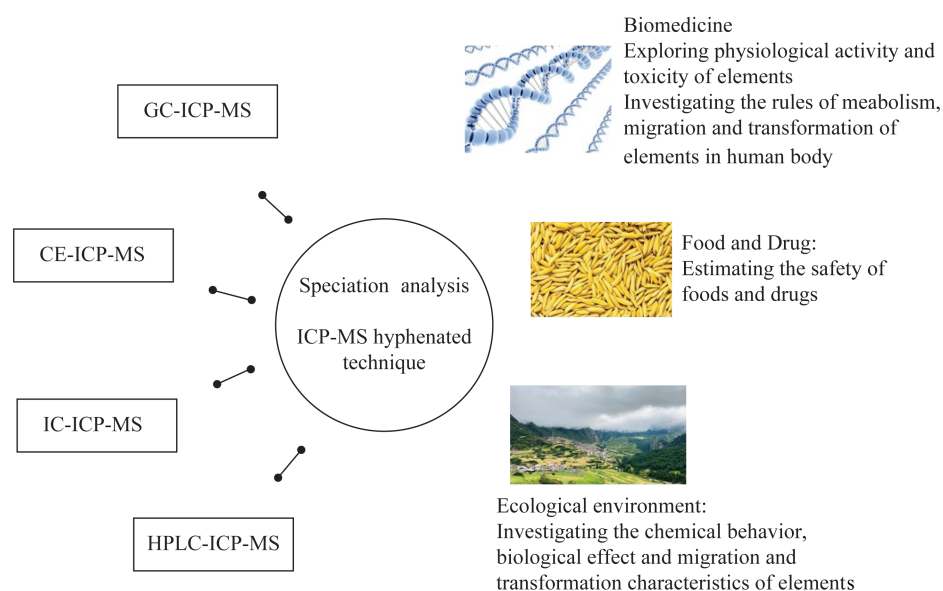 GC-ICP-MS
CE-ICP-MS
IC-ICP-MS
HPLC-ICP-MS
Speciation analysis
ICP-MS hyphenated
technique
Biomedicine
Exploring physiological activity and
toxicity of elements
Investigating the rules of meabolism,
migration and transformation of
elements in human body
Food and Drug:
Estimating the safety of
foods and drugs
Ecological environment:
Investigating the chemical behavior,
biological effect and migration and
transformation characteristics of elements